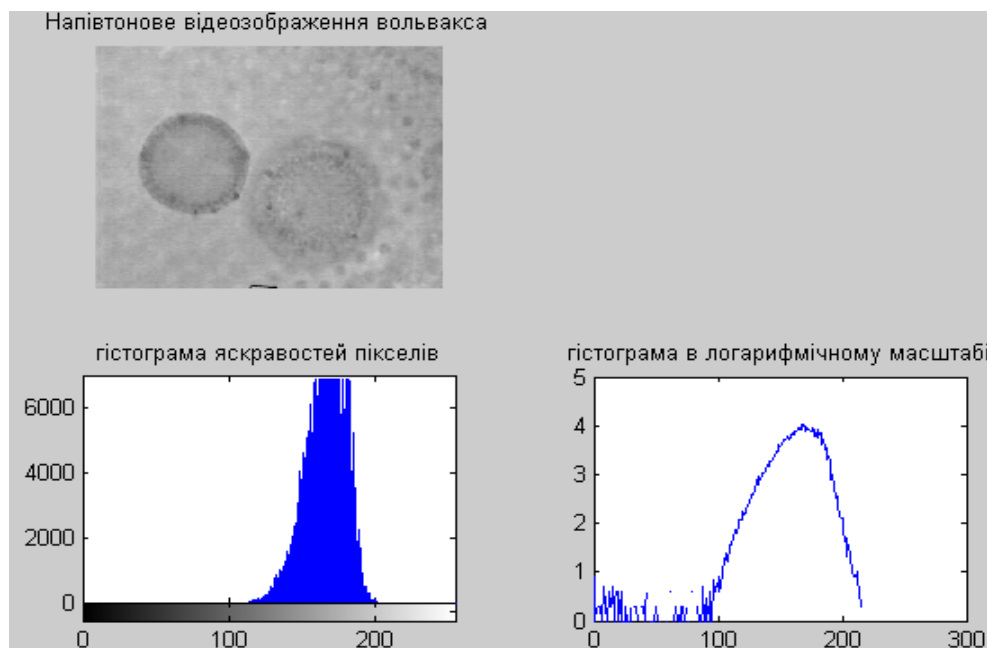 Напівтонове відеозображення вольвакса
гістограма яскравостей пікселів
6000
4000
2000
0
0 100 200
гістограма в логарифмічному масштабі
5
4
3
2
1
0
0 100 200 300